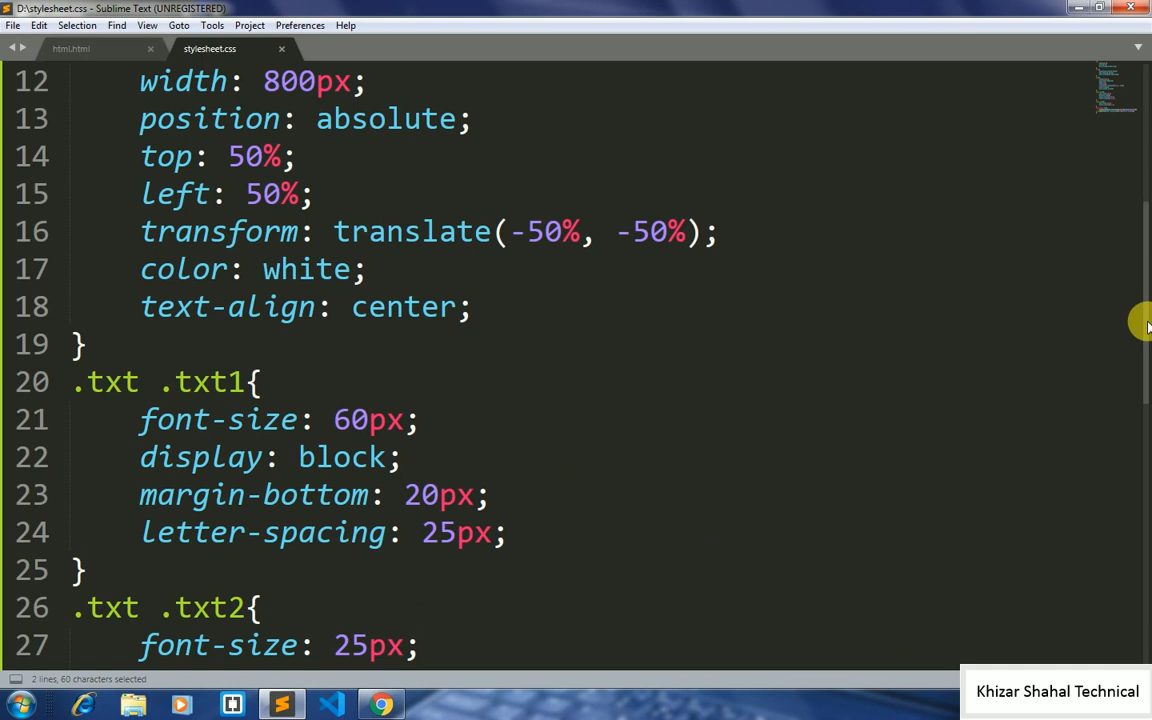 D:\stylesheet.css - Sublime Text (UNREGISTERED)
File Edit Selection Find View Goto Tools Project Preferences Help
html.html stylesheet.css
12 width: 800px;
13 position: absolute;
14 top: 50%;
15 left: 50%;
16 transform: translate(-50%, -50%);
17 color: white;
18 text-align: center;
19 }
20 .txt .txt1{
21 font-size: 60px;
22 display: block;
23 margin-bottom: 20px;
24 letter-spacing: 25px;
25 }
26 .txt .txt2{
27 font-size: 25px;
2 lines, 60 characters selected
Khizar Shahal Technical